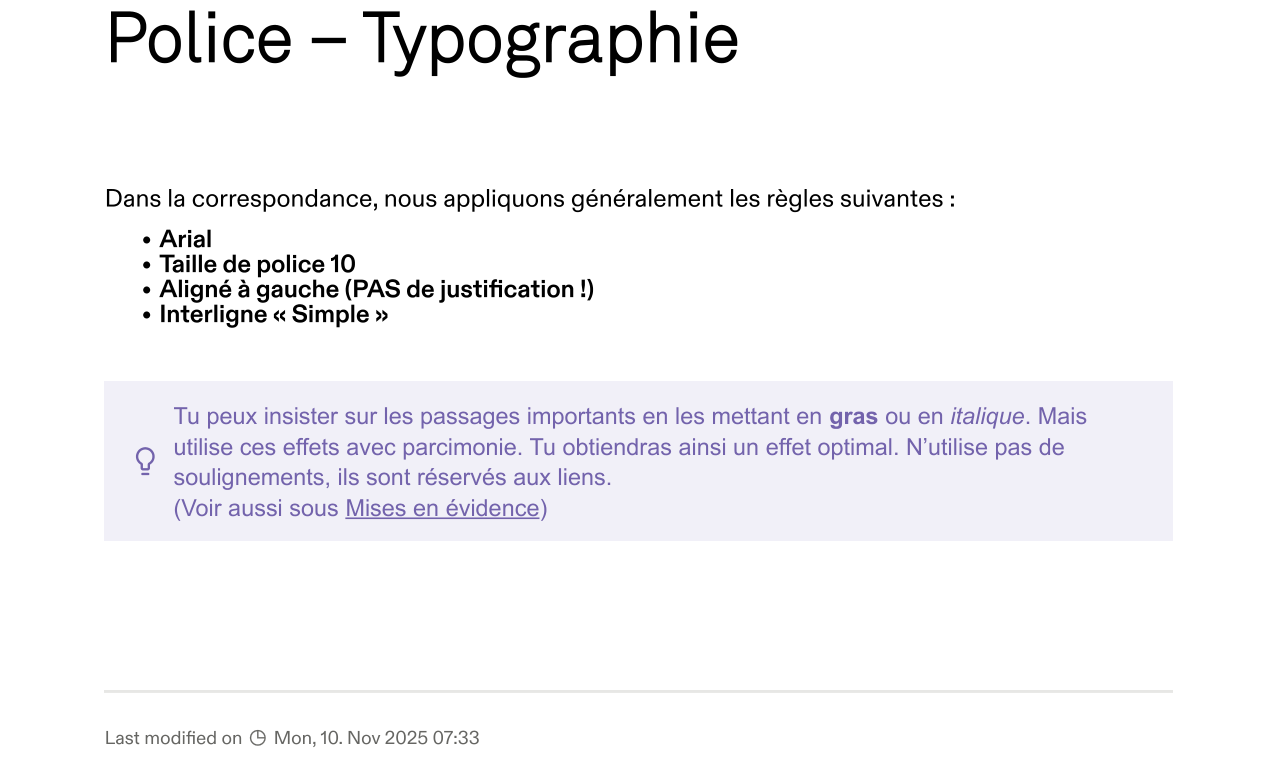 Police – Typographie
Dans la correspondance, nous appliquons généralement les règles suivantes :
• Arial
• Taille de police 10
• Aligné à gauche (PAS de justification !)
• Interligne « Simple »
Tu peux insister sur les passages importants en les mettant en gras ou en italique. Mais
utilise ces effets avec parcimonie. Tu obtiendras ainsi un effet optimal. N’utilise pas de
soulignements, ils sont réservés aux liens.
(Voir aussi sous Mises en évidence)
Last modified on Mon, 10. Nov 2025 07:33